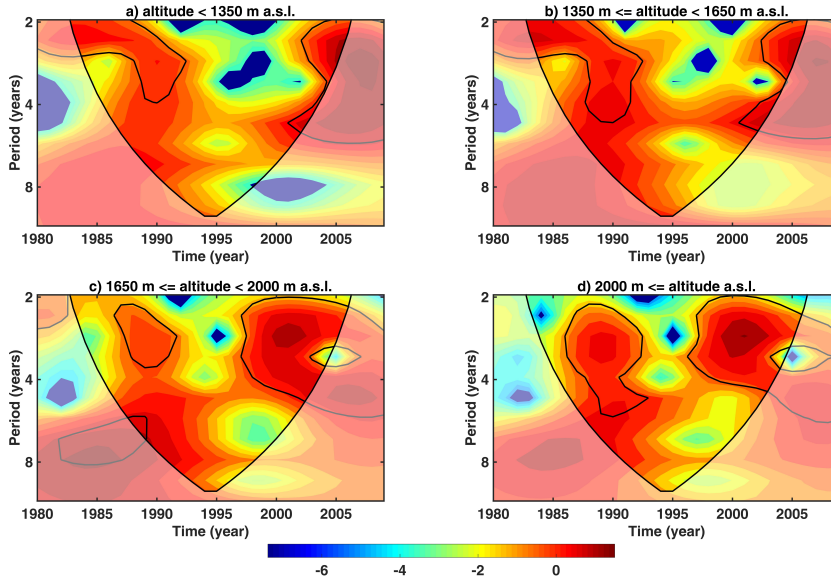 a) altitude < 1350 m a.s.l.
b) 1350 m <= altitude < 1650 m a.s.l.
2
4
8
Period (years)
1980 1985 1990 1995 2000 2005
Time (year)
2
4
8
Period (years)
1980 1985 1990 1995 2000 2005
Time (year)
c) 1650 m <= altitude < 2000 m a.s.l.
d) 2000 m <= altitude a.s.l.
2
4
8
Period (years)
1980 1985 1990 1995 2000 2005
Time (year)
2
4
8
Period (years)
1980 1985 1990 1995 2000 2005
Time (year)
-6 -4 -2 0